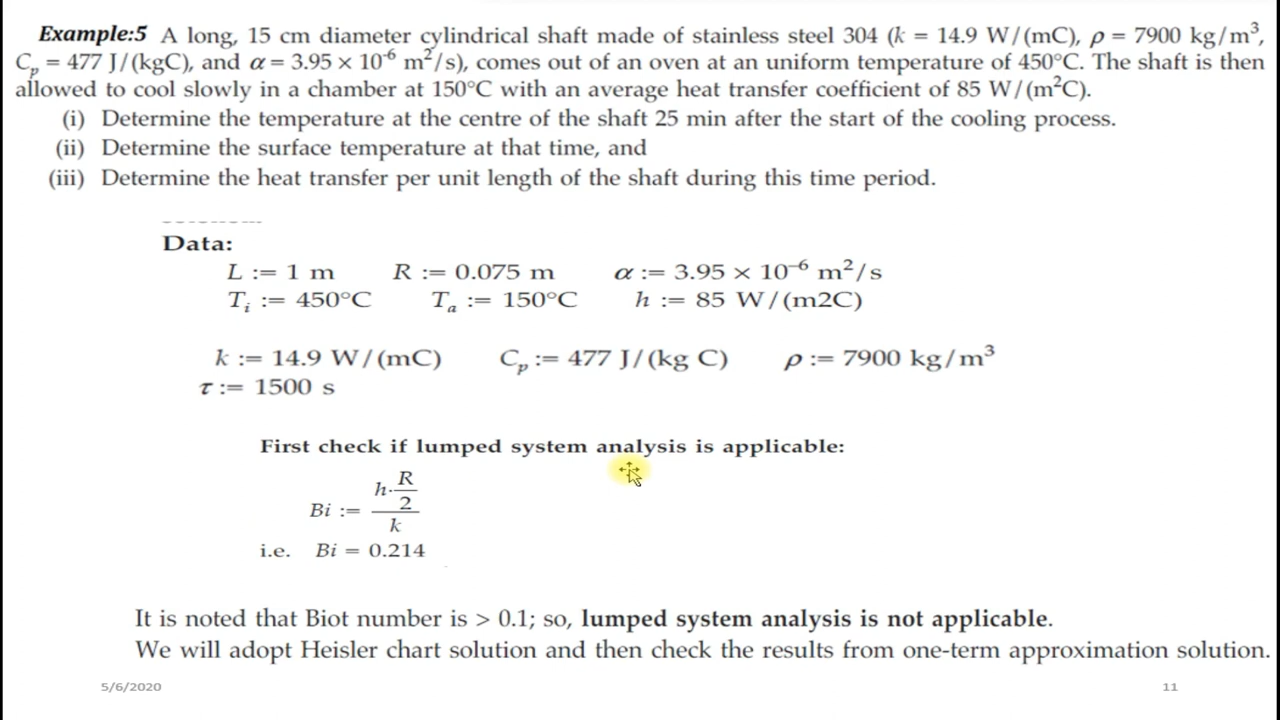 Example:5 A long, 15 cm diameter cylindrical shaft made of stainless steel 304 (k = 14.9 W/(mC), ρ = 7900 kg/m³,
Cₚ = 477 J/(kgC), and α = 3.95 × 10⁻⁶ m²/s), comes out of an oven at an uniform temperature of 450°C. The shaft is then
allowed to cool slowly in a chamber at 150°C with an average heat transfer coefficient of 85 W/(m²C).
(i) Determine the temperature at the centre of the shaft 25 min after the start of the cooling process.
(ii) Determine the surface temperature at that time, and
(iii) Determine the heat transfer per unit length of the shaft during this time period.
Data:
L := 1 m R := 0.075 m α := 3.95 × 10⁻⁶ m²/s
Tᵢ := 450°C Tₐ := 150°C h := 85 W/(m2C)
k := 14.9 W/(mC) Cₚ := 477 J/(kg C) ρ := 7900 kg/m³
τ := 1500 s
First check if lumped system analysis is applicable:
Bi := h·R/2 / k
i.e. Bi = 0.214
It is noted that Biot number is > 0.1; so, lumped system analysis is not applicable.
We will adopt Heisler chart solution and then check the results from one-term approximation solution.
5/6/2020 11